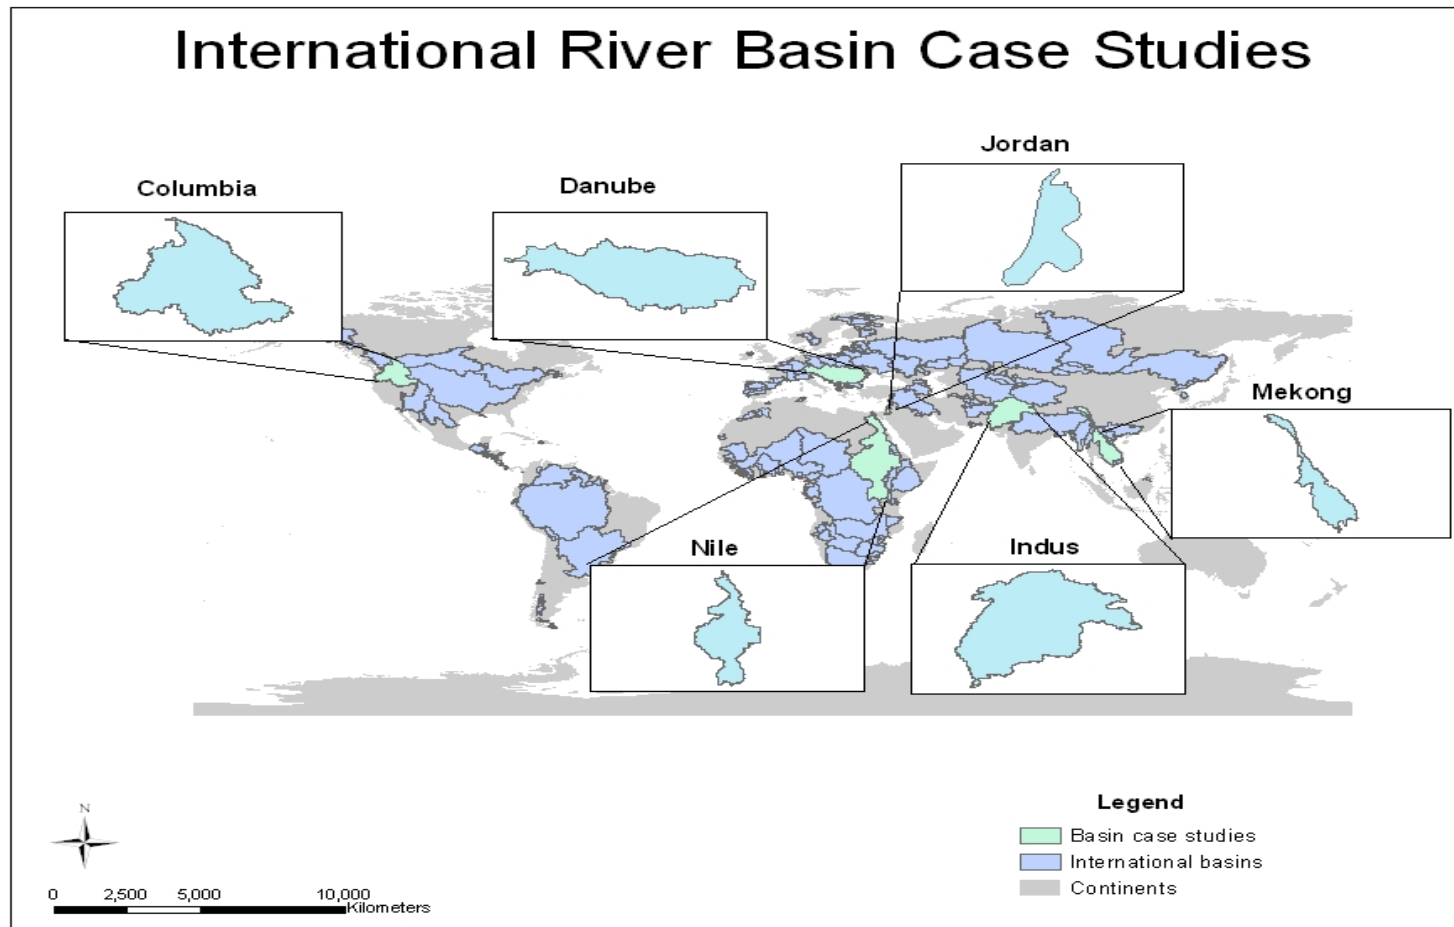 International River Basin Case Studies
Jordan
Columbia
Danube
Mekong
Nile
Indus
Legend
Basin case studies
International basins
Continents
N
0 2,500 5,000 10,000
Kilometers